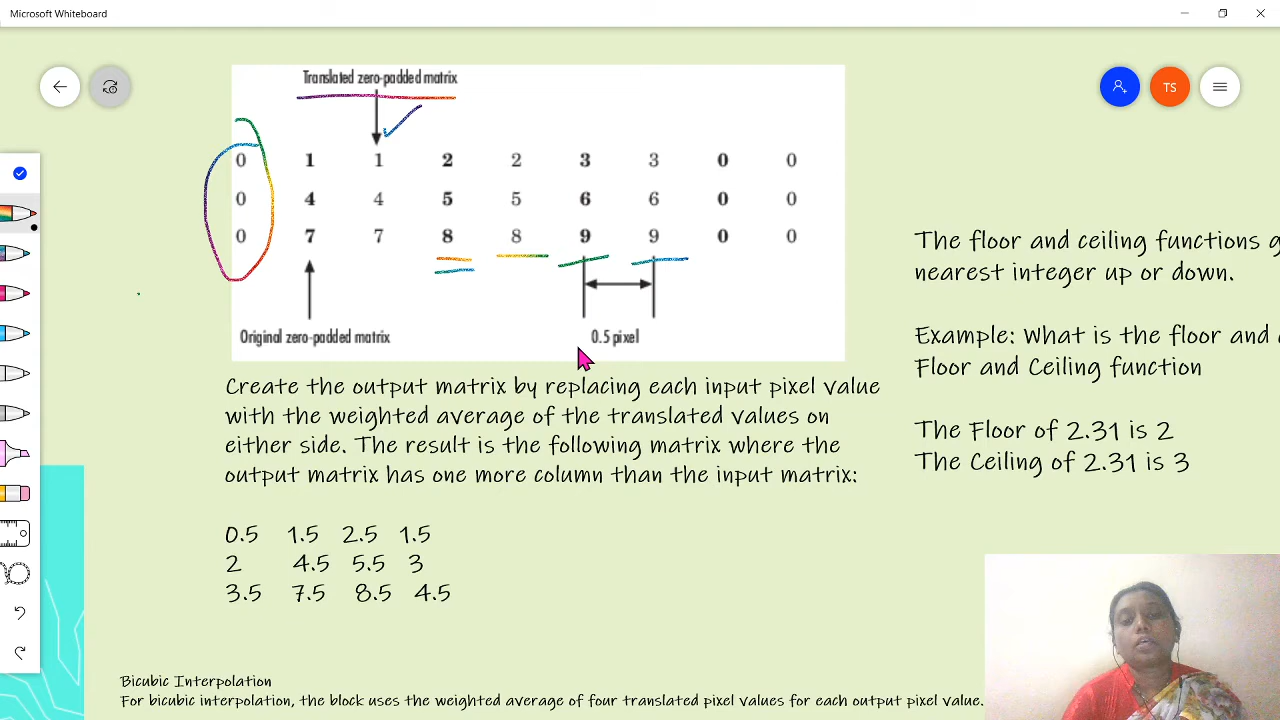 Microsoft Whiteboard
TS
Translated zero-padded matrix
0 1 1 2 2 3 3 0 0
0 4 4 5 5 6 6 0 0
0 7 7 8 8 9 9 0 0
Original zero-padded matrix
0.5 pixel
Create the output matrix by replacing each input pixel value
with the weighted average of the translated values on
either side. The result is the following matrix where the
output matrix has one more column than the input matrix:
0.5 1.5 2.5 1.5
2 4.5 5.5 3
3.5 7.5 8.5 4.5
Bicubic Interpolation
For bicubic interpolation, the block uses the weighted average of four translated pixel values for each output pixel value.
The floor and ceiling functions
nearest integer up or down.
Example: What is the floor and
Floor and Ceiling function
The Floor of 2.31 is 2
The Ceiling of 2.31 is 3